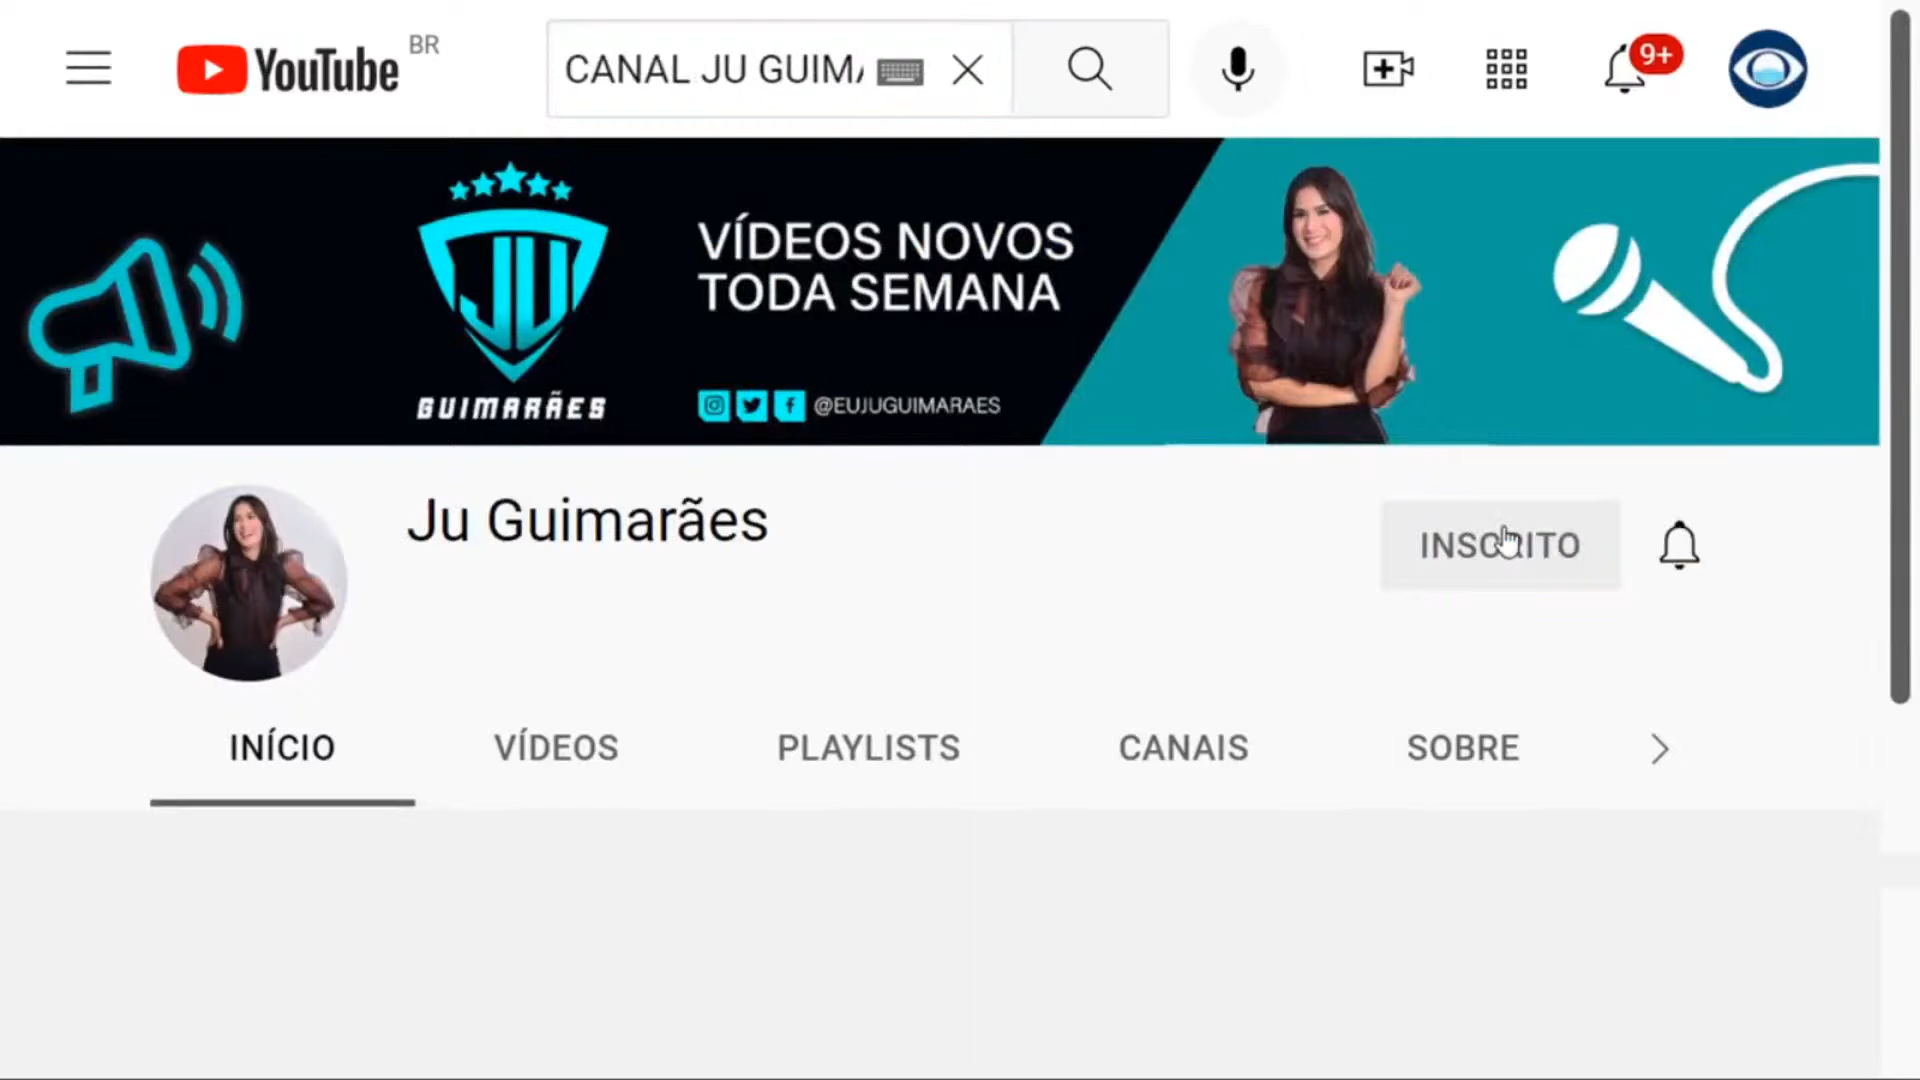 YouTube BR
CANAL JU GUIM
9+
JU
GUIMARÃES
VÍDEOS NOVOS
TODA SEMANA
@EUJUGUIMARAES
Ju Guimarães
INSCRITO
INÍCIO
VÍDEOS
PLAYLISTS
CANAIS
SOBRE